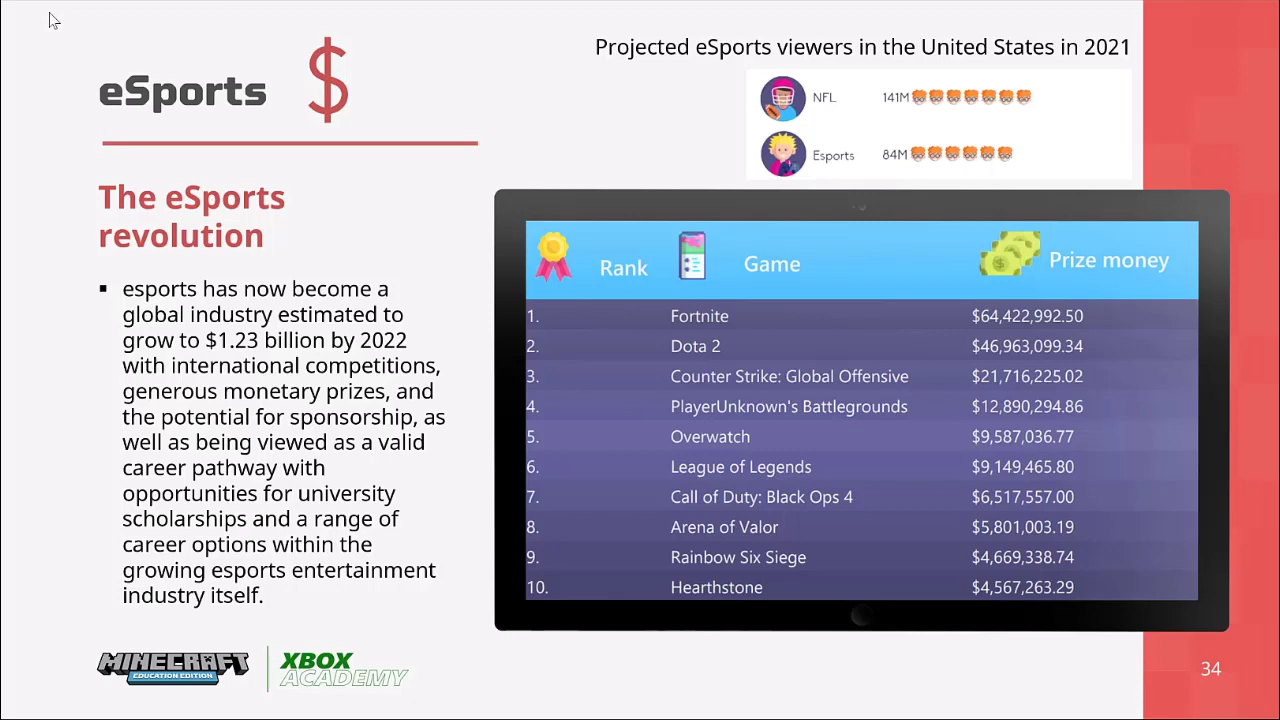 eSports $
Projected eSports viewers in the United States in 2021
NFL 141M
Esports 84M
The eSports
revolution
▪ esports has now become a
global industry estimated to
grow to $1.23 billion by 2022
with international competitions,
generous monetary prizes, and
the potential for sponsorship, as
well as being viewed as a valid
career pathway with
opportunities for university
scholarships and a range of
career options within the
growing esports entertainment
industry itself.
Rank Game Prize money
1. Fortnite $64,422,992.50
2. Dota 2 $46,963,099.34
3. Counter Strike: Global Offensive $21,716,225.02
4. PlayerUnknown's Battlegrounds $12,890,294.86
5. Overwatch $9,587,036.77
6. League of Legends $9,149,465.80
7. Call of Duty: Black Ops 4 $6,517,557.00
8. Arena of Valor $5,801,003.19
9. Rainbow Six Siege $4,669,338.74
10. Hearthstone $4,567,263.29
MINECRAFT
EDUCATION EDITION
XBOX
ACADEMY
34